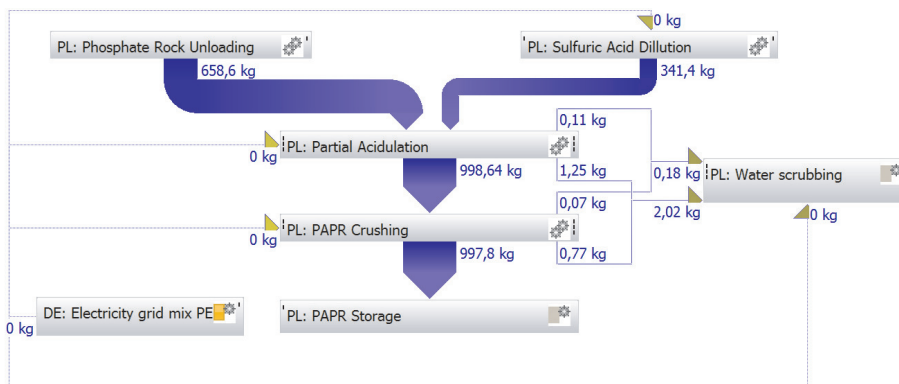 0 kg
PL: Phosphate Rock Unloading
PL: Sulfuric Acid Dillution
658,6 kg
341,4 kg
0,11 kg
0 kg
PL: Partial Acidulation
998,64 kg
1,25 kg
0,18 kg
PL: Water scrubbing
0,07 kg
2,02 kg
0 kg
0 kg
PL: PAPR Crushing
997,8 kg
0,77 kg
DE: Electricity grid mix PE
PL: PAPR Storage
0 kg